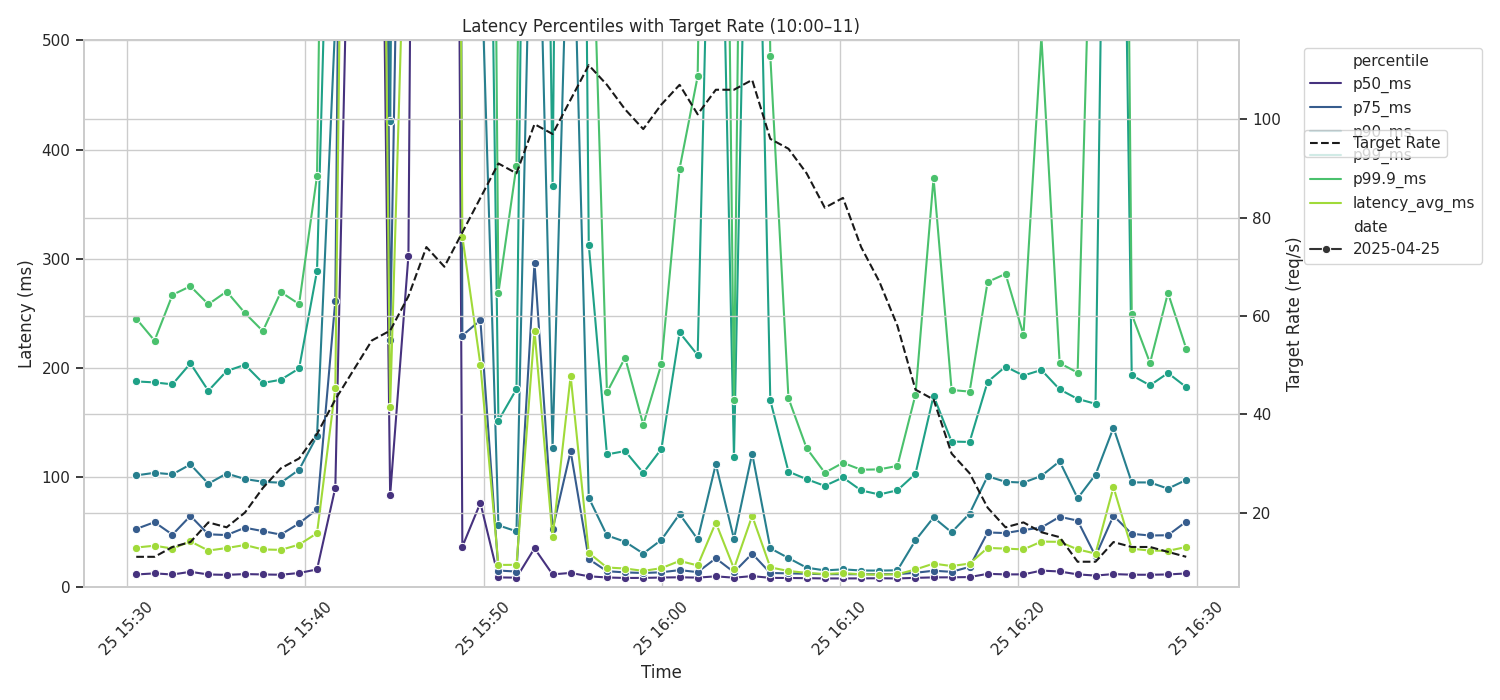 Latency Percentiles with Target Rate (10:00–11)
500
400
300
200
100
0
Latency (ms)
100
80
60
40
20
Target Rate (req/s)
25 15:30
25 15:40
25 15:50
25 16:00
25 16:10
25 16:20
25 16:30
Time
percentile
p50_ms
p75_ms
p90_ms
Target Rate
p99_ms
p99.9_ms
latency_avg_ms
date
2025-04-25